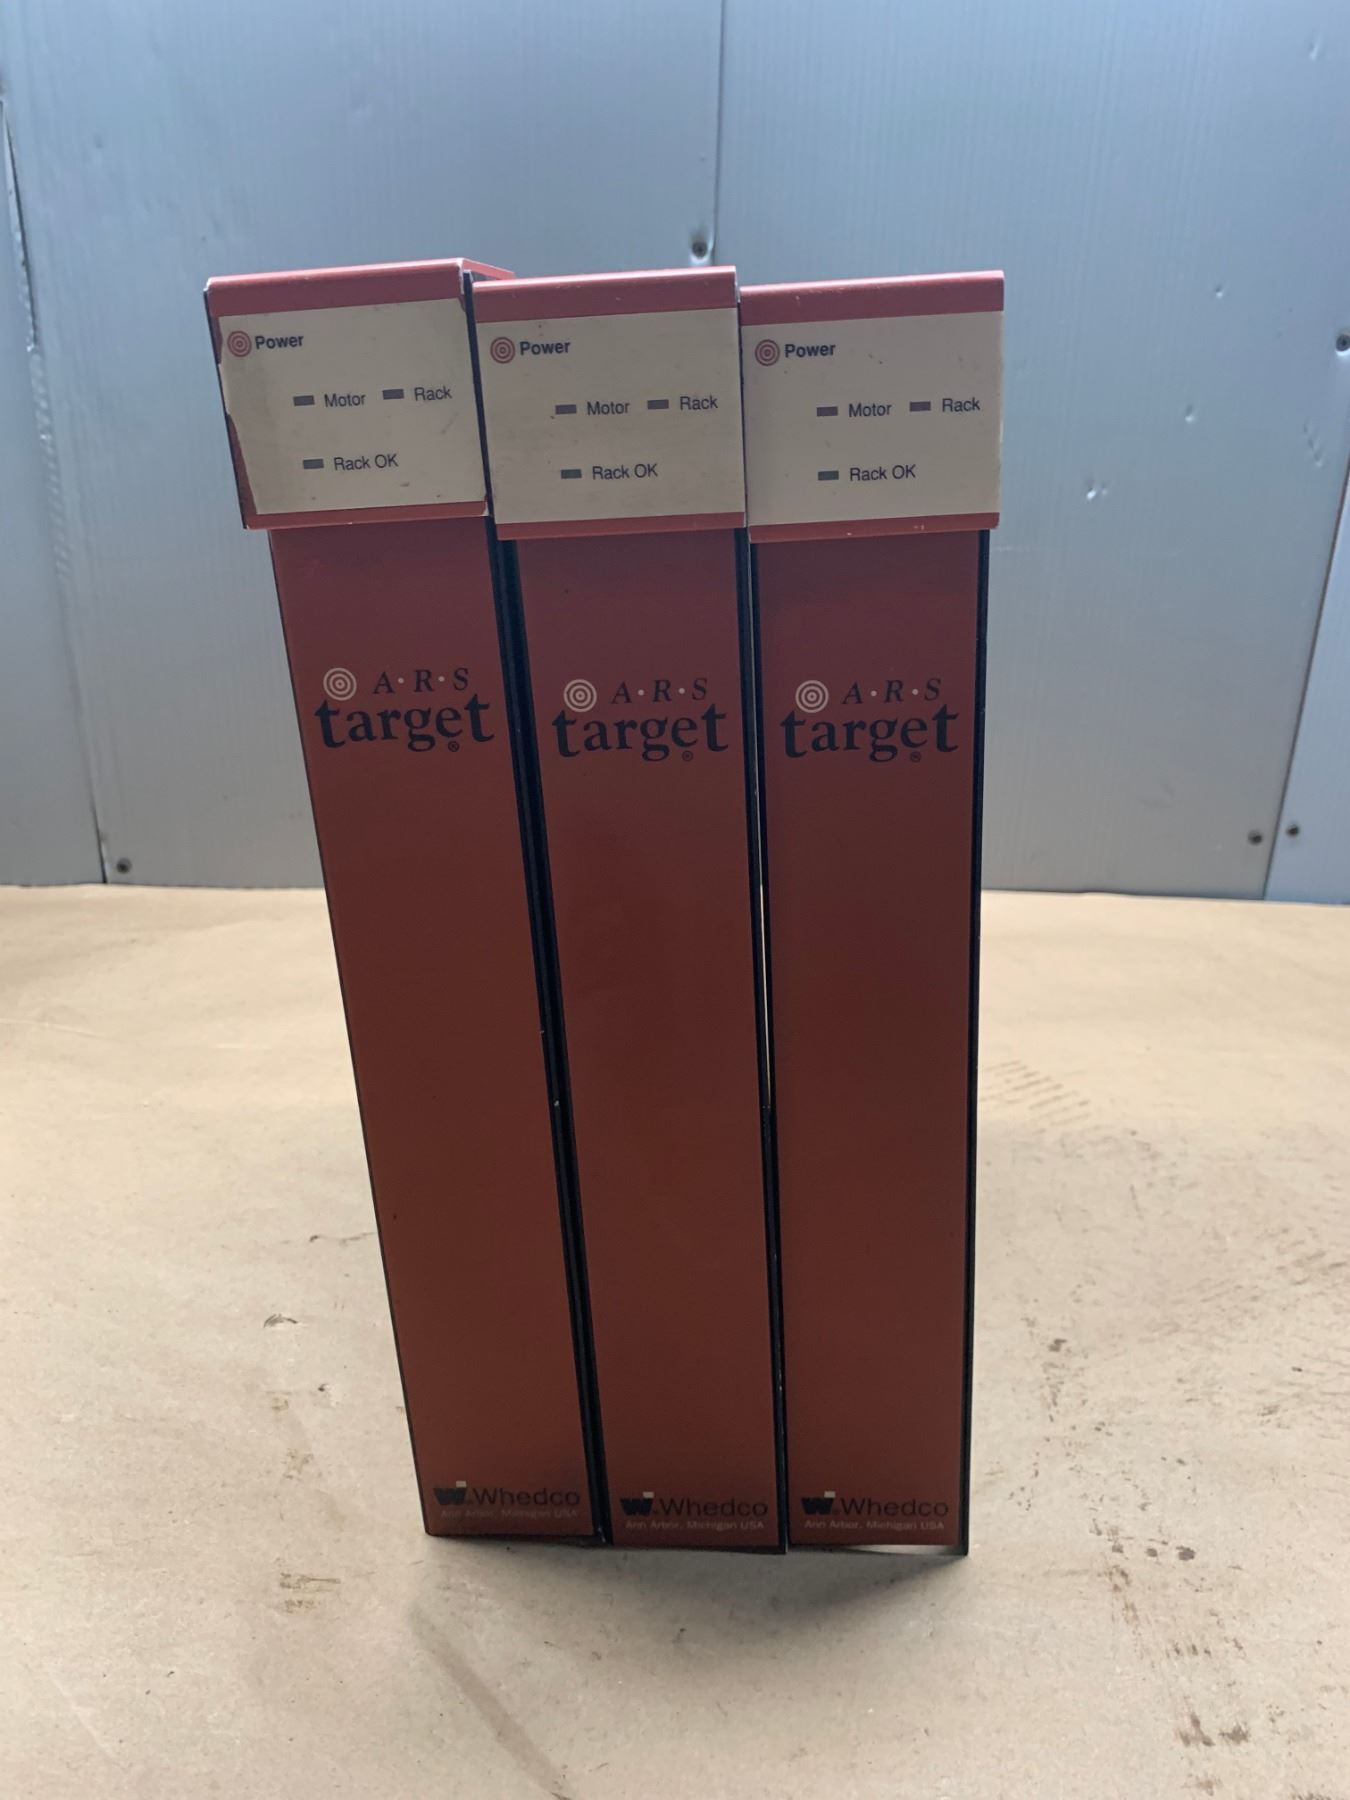 Power
Motor Rack
Rack OK
A·R·S
target®
Whedco
Ann Arbor, Michigan USA
Power
Motor Rack
Rack OK
A·R·S
target®
Whedco
Ann Arbor, Michigan USA
Power
Motor Rack
Rack OK
A·R·S
target®
Whedco
Ann Arbor, Michigan USA